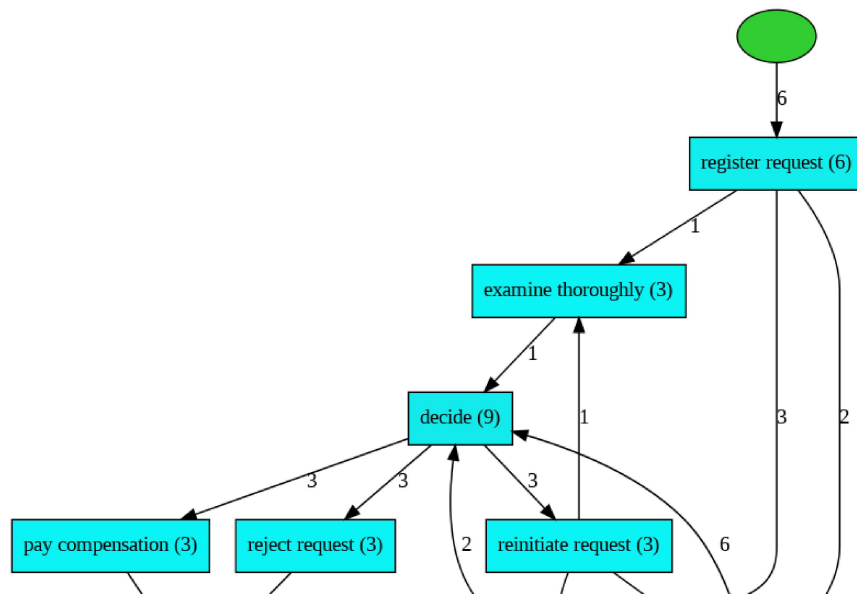 6
register request (6)
1
examine thoroughly (3)
1
decide (9)
1
3
2
3
3
3
pay compensation (3)
reject request (3)
2
reinitiate request (3)
6